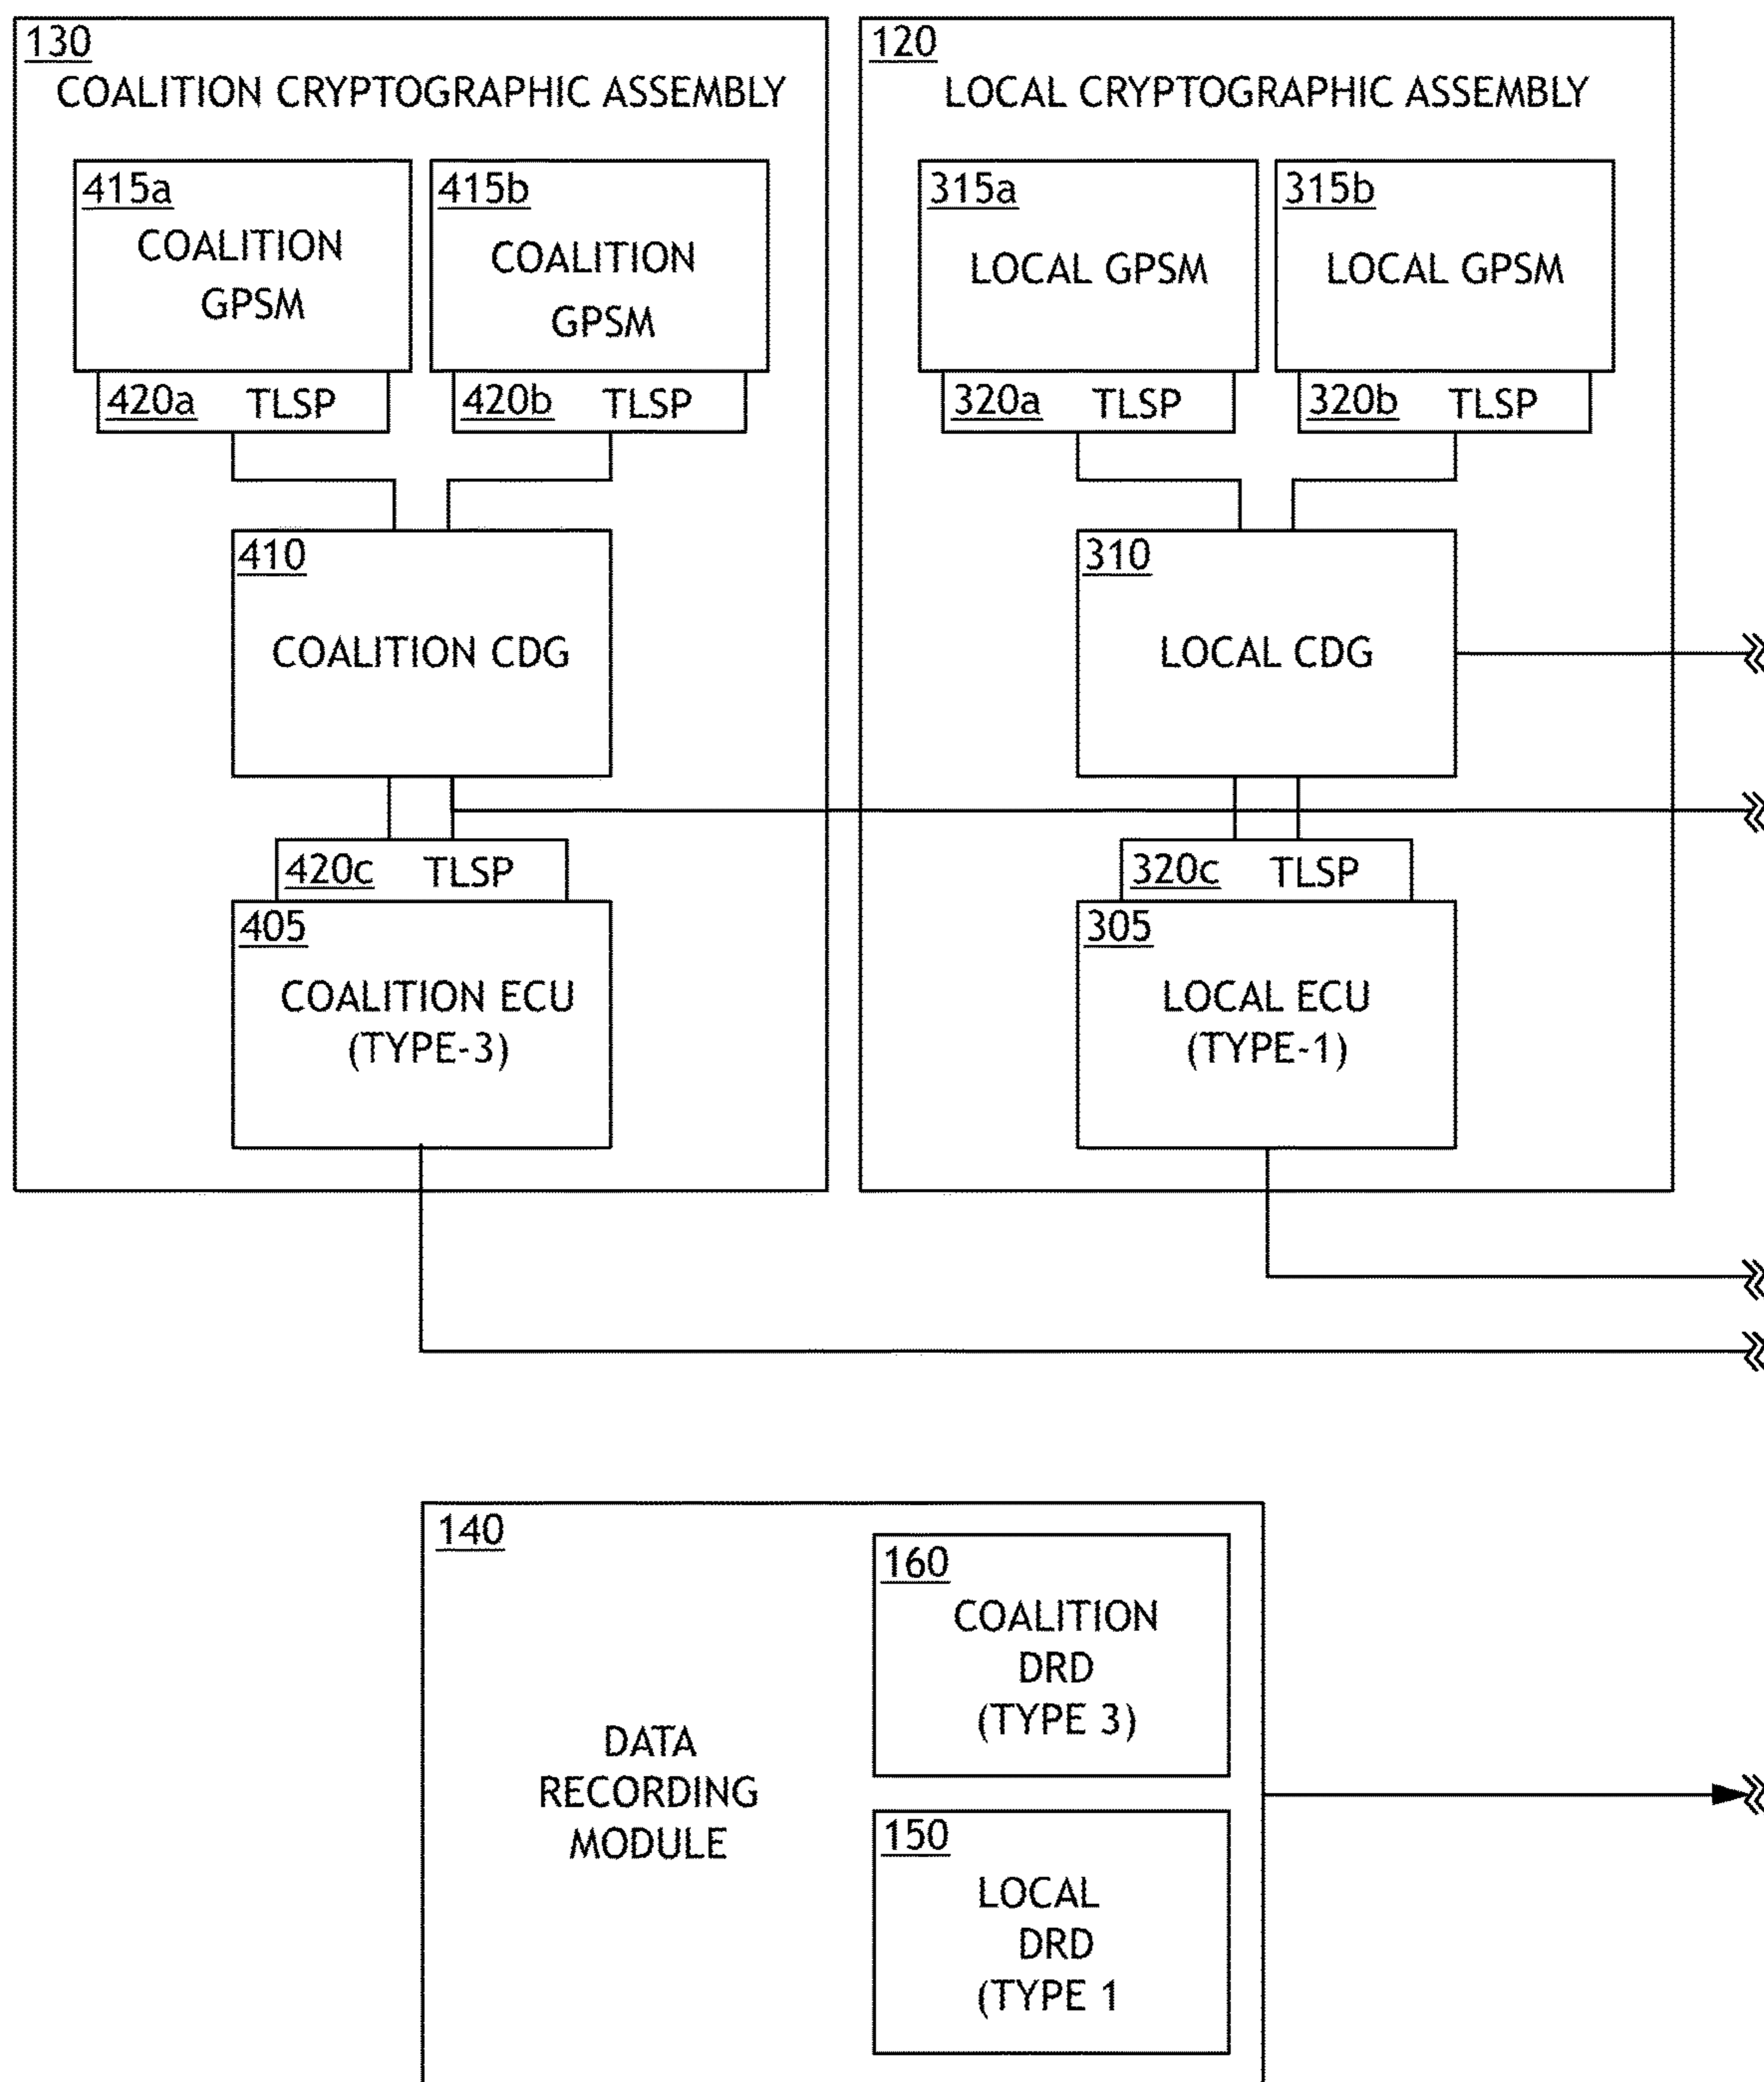 130
COALITION CRYPTOGRAPHIC ASSEMBLY
415a
COALITION
GPSM
415b
COALITION
GPSM
420a TLSP
420b TLSP
410
COALITION CDG
420c TLSP
405
COALITION ECU
(TYPE-3)
120
LOCAL CRYPTOGRAPHIC ASSEMBLY
315a
LOCAL GPSM
315b
LOCAL GPSM
320a TLSP
320b TLSP
310
LOCAL CDG
320c TLSP
305
LOCAL ECU
(TYPE-1)
140
DATA
RECORDING
MODULE
160
COALITION
DRD
(TYPE 3)
150
LOCAL
DRD
(TYPE 1